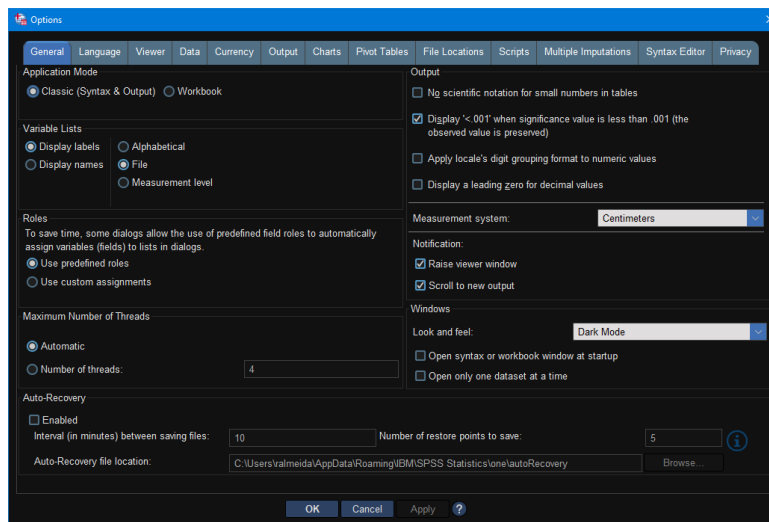 Options
General Language Viewer Data Currency Output Charts Pivot Tables File Locations Scripts Multiple Imputations Syntax Editor Privacy
Application Mode
Classic (Syntax & Output) Workbook
Variable Lists
Display labels Alphabetical
Display names File
Measurement level
Roles
To save time, some dialogs allow the use of predefined field roles to automatically
assign variables (fields) to lists in dialogs.
Use predefined roles
Use custom assignments
Maximum Number of Threads
Automatic
Number of threads: 4
Output
No scientific notation for small numbers in tables
Display '<.001' when significance value is less than .001 (the
observed value is preserved)
Apply locale's digit grouping format to numeric values
Display a leading zero for decimal values
Measurement system: Centimeters
Notification:
Raise viewer window
Scroll to new output
Windows
Look and feel: Dark Mode
Open syntax or workbook window at startup
Open only one dataset at a time
Auto-Recovery
Enabled
Interval (in minutes) between saving files: 10 Number of restore points to save: 5
Auto-Recovery file location: C:\Users\ralmeida\AppData\Roaming\IBM\SPSS Statistics\one\autoRecovery Browse...
OK Cancel Apply ?